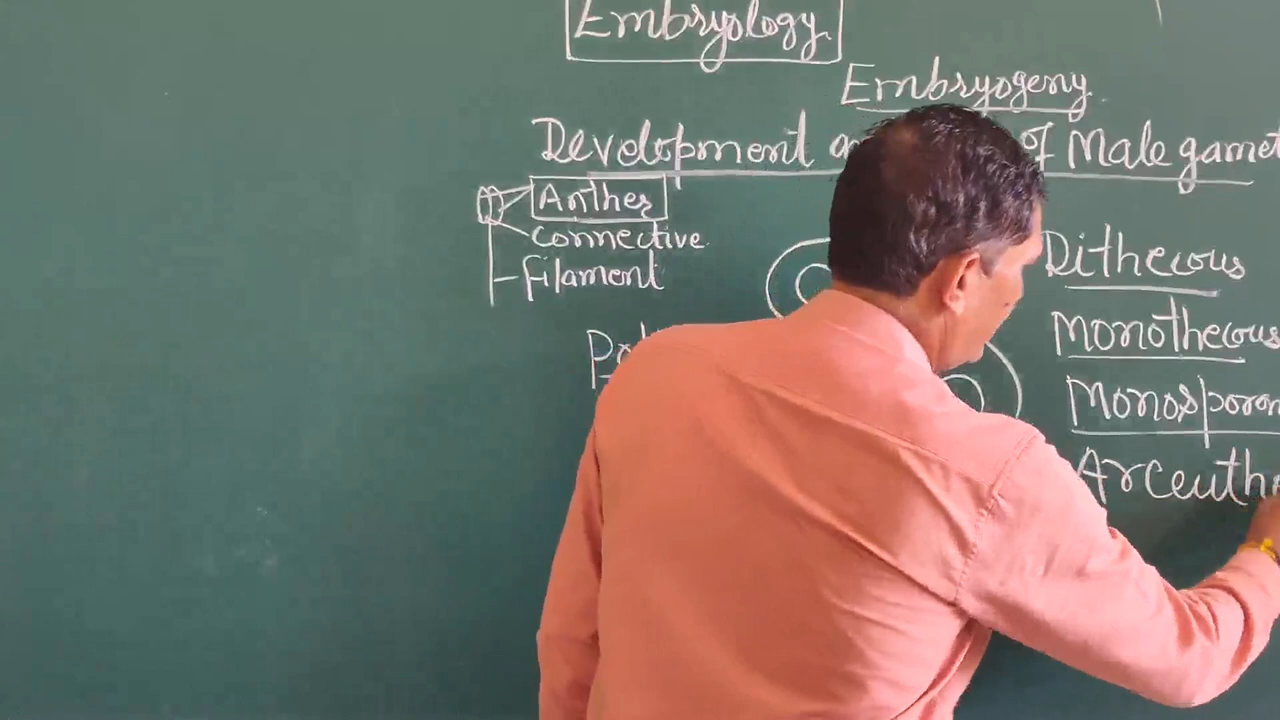 Embryology
Embryogeny
Development of Male gamet
Anther
Connective
Filament
Dithecous
Monothecous
Monosporan
Arceuth